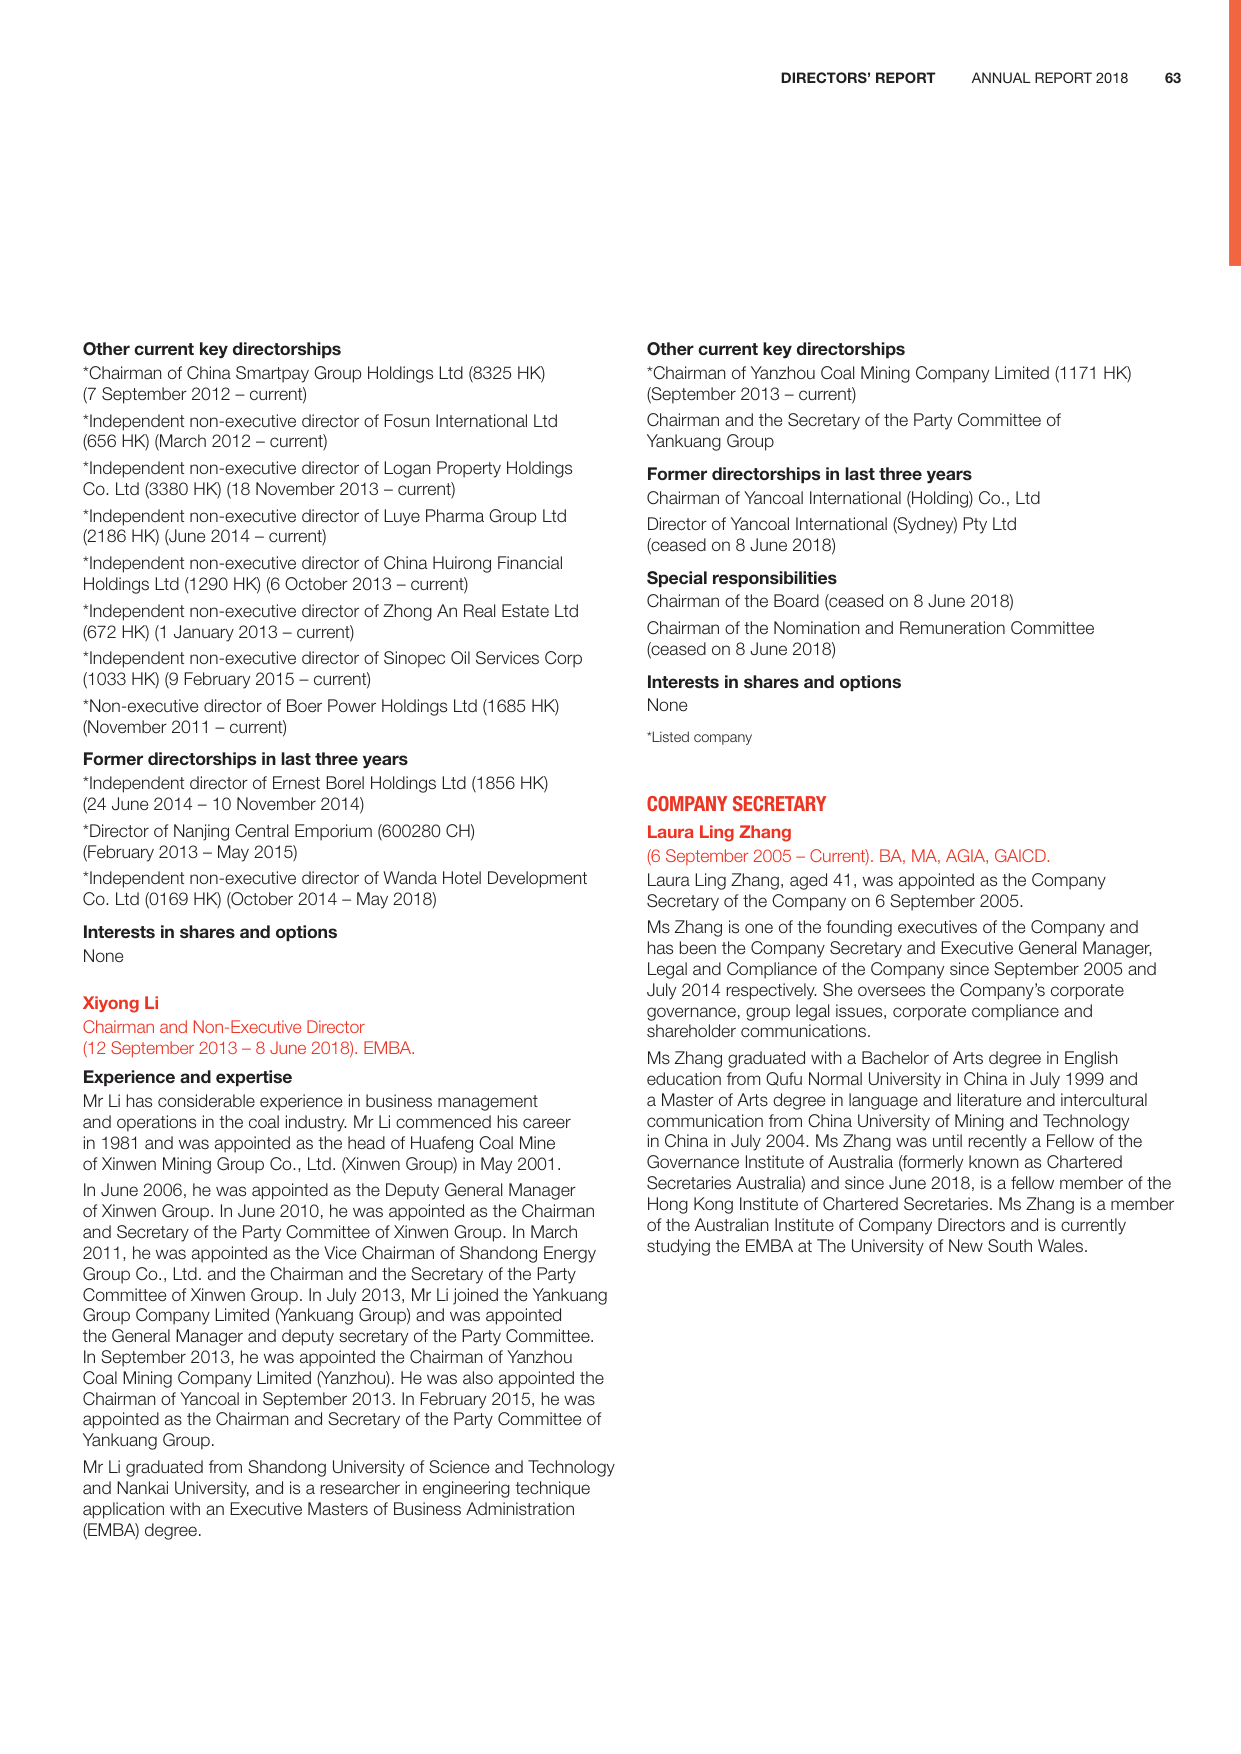 DIRECTORS’ REPORT ANNUAL REPORT 2018 63
Other current key directorships
*Chairman of China Smartpay Group Holdings Ltd (8325 HK)
(7 September 2012 – current)
*Independent non-executive director of Fosun International Ltd
(656 HK) (March 2012 – current)
*Independent non-executive director of Logan Property Holdings
Co. Ltd (3380 HK) (18 November 2013 – current)
*Independent non-executive director of Luye Pharma Group Ltd
(2186 HK) (June 2014 – current)
*Independent non-executive director of China Huirong Financial
Holdings Ltd (1290 HK) (6 October 2013 – current)
*Independent non-executive director of Zhong An Real Estate Ltd
(672 HK) (1 January 2013 – current)
*Independent non-executive director of Sinopec Oil Services Corp
(1033 HK) (9 February 2015 – current)
*Non-executive director of Boer Power Holdings Ltd (1685 HK)
(November 2011 – current)
Former directorships in last three years
*Independent director of Ernest Borel Holdings Ltd (1856 HK)
(24 June 2014 – 10 November 2014)
*Director of Nanjing Central Emporium (600280 CH)
(February 2013 – May 2015)
*Independent non-executive director of Wanda Hotel Development
Co. Ltd (0169 HK) (October 2014 – May 2018)
Interests in shares and options
None
Xiyong Li
Chairman and Non-Executive Director
(12 September 2013 – 8 June 2018). EMBA.
Experience and expertise
Mr Li has considerable experience in business management
and operations in the coal industry. Mr Li commenced his career
in 1981 and was appointed as the head of Huafeng Coal Mine
of Xinwen Mining Group Co., Ltd. (Xinwen Group) in May 2001.
In June 2006, he was appointed as the Deputy General Manager
of Xinwen Group. In June 2010, he was appointed as the Chairman
and Secretary of the Party Committee of Xinwen Group. In March
2011, he was appointed as the Vice Chairman of Shandong Energy
Group Co., Ltd. and the Chairman and the Secretary of the Party
Committee of Xinwen Group. In July 2013, Mr Li joined the Yankuang
Group Company Limited (Yankuang Group) and was appointed
the General Manager and deputy secretary of the Party Committee.
In September 2013, he was appointed the Chairman of Yanzhou
Coal Mining Company Limited (Yanzhou). He was also appointed the
Chairman of Yancoal in September 2013. In February 2015, he was
appointed as the Chairman and Secretary of the Party Committee of
Yankuang Group.
Mr Li graduated from Shandong University of Science and Technology
and Nankai University, and is a researcher in engineering technique
application with an Executive Masters of Business Administration
(EMBA) degree.
Other current key directorships
*Chairman of Yanzhou Coal Mining Company Limited (1171 HK)
(September 2013 – current)
Chairman and the Secretary of the Party Committee of
Yankuang Group
Former directorships in last three years
Chairman of Yancoal International (Holding) Co., Ltd
Director of Yancoal International (Sydney) Pty Ltd
(ceased on 8 June 2018)
Special responsibilities
Chairman of the Board (ceased on 8 June 2018)
Chairman of the Nomination and Remuneration Committee
(ceased on 8 June 2018)
Interests in shares and options
None
*Listed company
COMPANY SECRETARY
Laura Ling Zhang
(6 September 2005 – Current). BA, MA, AGIA, GAICD.
Laura Ling Zhang, aged 41, was appointed as the Company
Secretary of the Company on 6 September 2005.
Ms Zhang is one of the founding executives of the Company and
has been the Company Secretary and Executive General Manager,
Legal and Compliance of the Company since September 2005 and
July 2014 respectively. She oversees the Company’s corporate
governance, group legal issues, corporate compliance and
shareholder communications.
Ms Zhang graduated with a Bachelor of Arts degree in English
education from Qufu Normal University in China in July 1999 and
a Master of Arts degree in language and literature and intercultural
communication from China University of Mining and Technology
in China in July 2004. Ms Zhang was until recently a Fellow of the
Governance Institute of Australia (formerly known as Chartered
Secretaries Australia) and since June 2018, is a fellow member of the
Hong Kong Institute of Chartered Secretaries. Ms Zhang is a member
of the Australian Institute of Company Directors and is currently
studying the EMBA at The University of New South Wales.